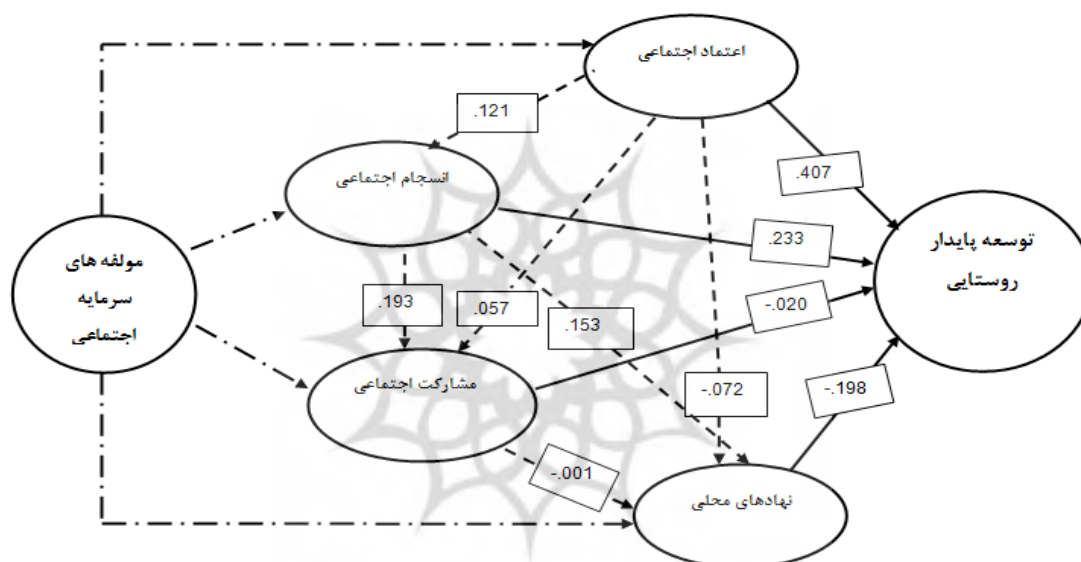 اعتماد اجتماعی
.121
انسجام اجتماعی
.407
توسعه پایدار
روستایی
.233
مولفه های
سرمایه
اجتماعی
.193
.057
-.020
.153
مشارکت اجتماعی
-.072
-.198
-.001
نهادهای محلی